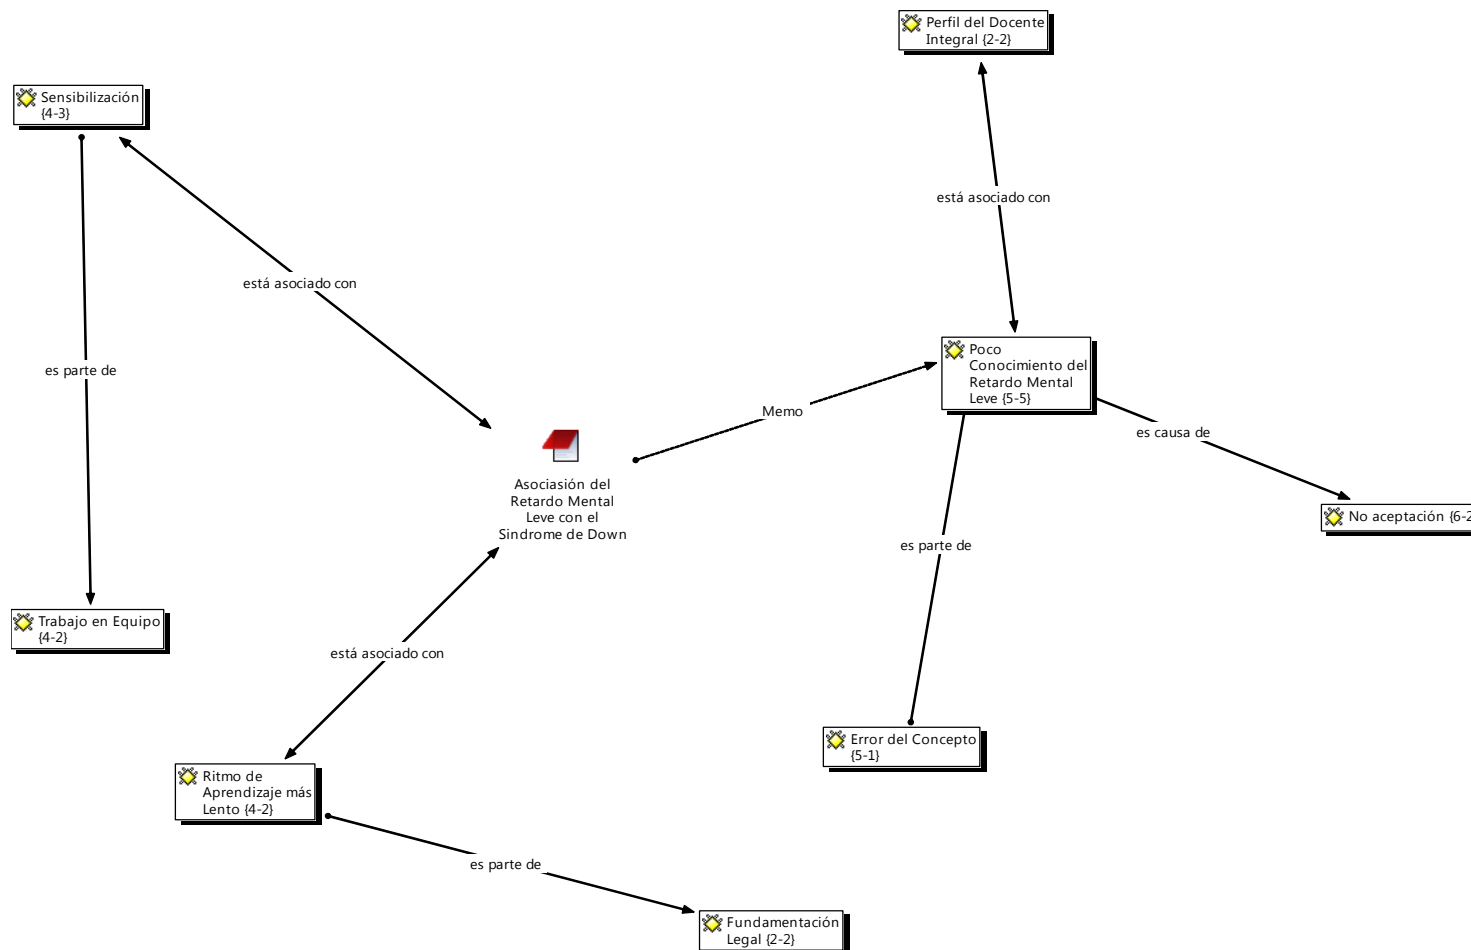 Perfil del Docente
Integral {2-2}
Sensibilización
{4-3}
está asociado con
está asociado con
Poco
Conocimiento del
Retardo Mental
Leve {5-5}
es parte de
Memo
es causa de
Asociasión del
Retardo Mental
Leve con el
Sindrome de Down
No aceptación {6-2
es parte de
Trabajo en Equipo
{4-2}
está asociado con
Error del Concepto
{5-1}
Ritmo de
Aprendizaje más
Lento {4-2}
es parte de
Fundamentación
Legal {2-2}